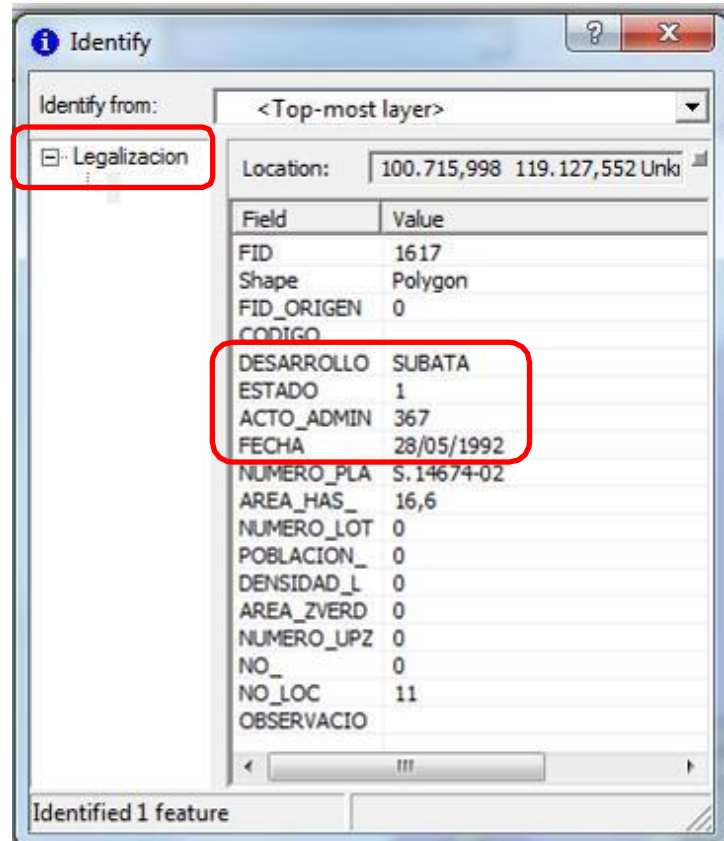 Identify
Identify from: <Top-most layer>
Legalizacion
Location: 100.715,998 119.127,552 Unkı
Field Value
FID 1617
Shape Polygon
FID_ORIGEN 0
CODIGO
DESARROLLO SUBATA
ESTADO 1
ACTO_ADMIN 367
FECHA 28/05/1992
NUMERO_PLA S.14674-02
AREA_HAS_ 16,6
NUMERO_LOT 0
POBLACION_ 0
DENSIDAD_L 0
AREA_ZVERD 0
NUMERO_UPZ 0
NO_ 0
NO_LOC 11
OBSERVACIO
Identified 1 feature